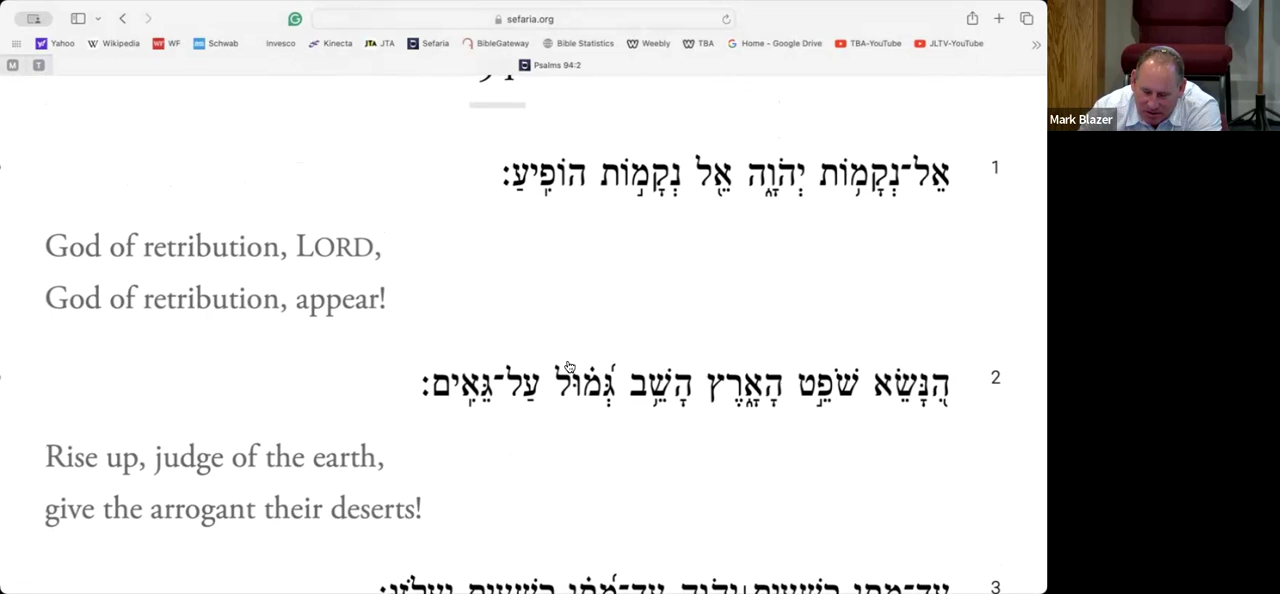 sefaria.org
Yahoo Wikipedia WF Schwab Invesco Kinecta JTA Sefaria BibleGateway Bible Statistics Weebly TBA Home - Google Drive TBA-YouTube JLTV-YouTube
M T Psalms 94:2
Mark Blazer
1 אֵל־נְקָמ֥וֹת יְהֹוָ֑ה אֵ֖ל נְקָמ֣וֹת הוֹפִֽיעַ׃
God of retribution, LORD,
God of retribution, appear!
2 הִ֭נָּשֵׂא שֹׁפֵ֣ט הָאָ֑רֶץ הָשֵׁ֥ב גְּ֝מ֗וּל עַל־גֵּאִֽים׃
Rise up, judge of the earth,
give the arrogant their deserts!
3